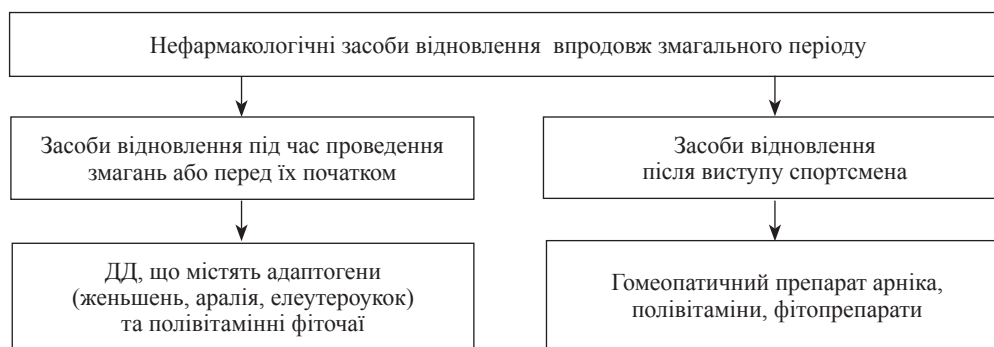 Нефармакологічні засоби відновлення впродовж змагального періоду
Засоби відновлення під час проведення
змагань або перед їх початком
Засоби відновлення
після виступу спортсмена
ДД, що містять адаптогени
(женьшень, аралія, елеутероукок)
та полівітамінні фіточаї
Гомеопатичний препарат арніка,
полівітаміни, фітопрепарати